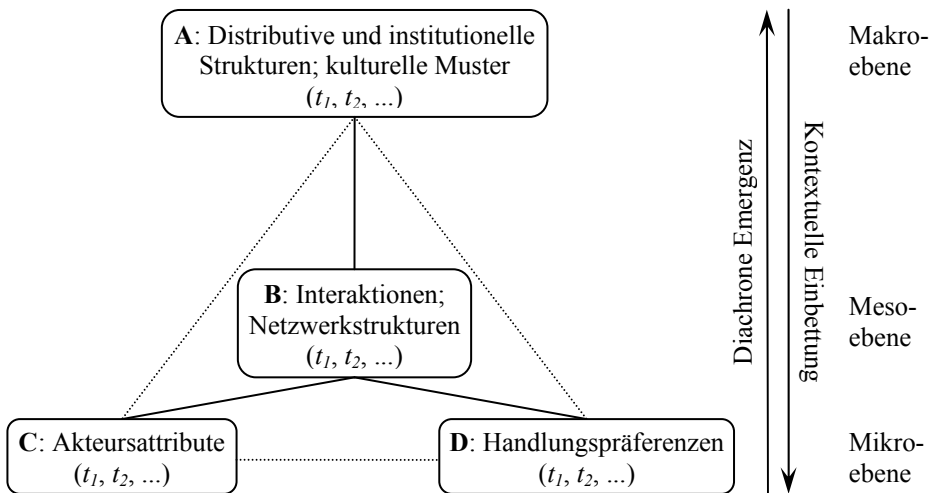 A: Distributive und institutionelle
Strukturen; kulturelle Muster
(t₁, t₂, ...)
Makro-
ebene
Diachrone Emergenz
Kontextuelle Einbettung
B: Interaktionen;
Netzwerkstrukturen
(t₁, t₂, ...)
Meso-
ebene
C: Akteursattribute
(t₁, t₂, ...)
D: Handlungspräferenzen
(t₁, t₂, ...)
Mikro-
ebene